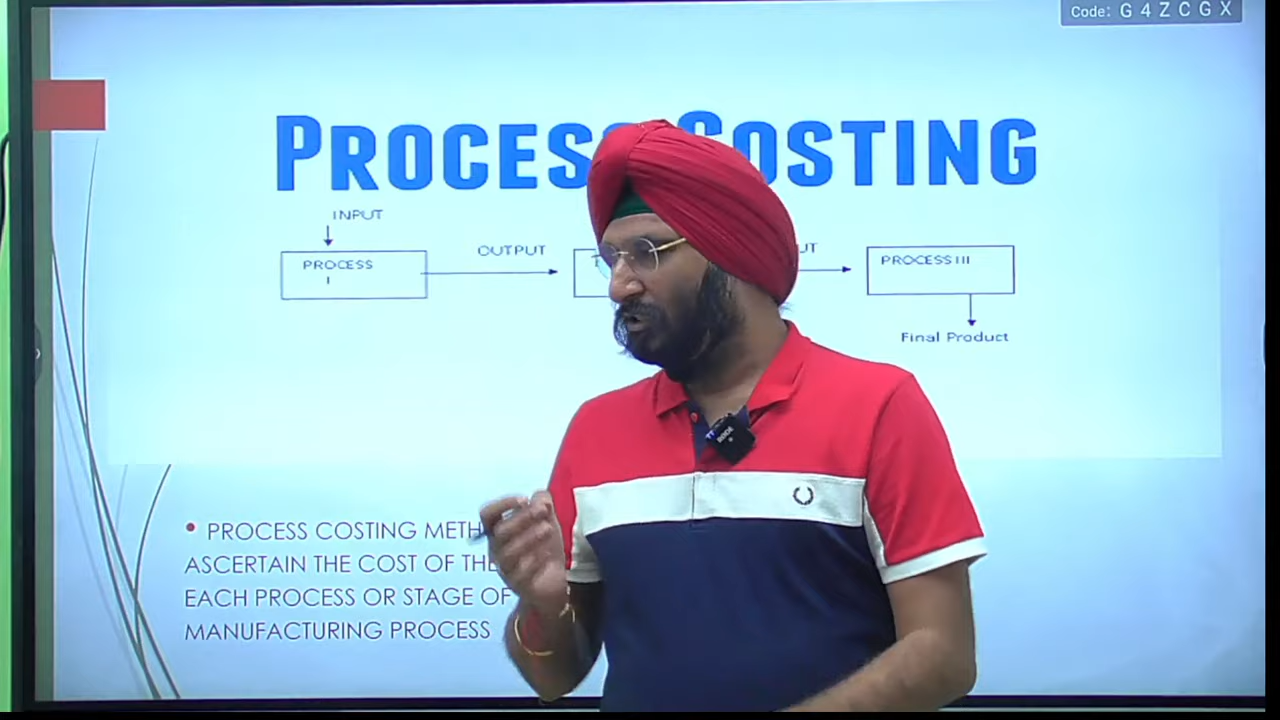 Code: G 4 Z C G X
PROCESS COSTING
INPUT
OUTPUT
PROCESS
I
PROCESS III
Final Product
• PROCESS COSTING METH
ASCERTAIN THE COST OF THE
EACH PROCESS OR STAGE OF
MANUFACTURING PROCESS
RODE